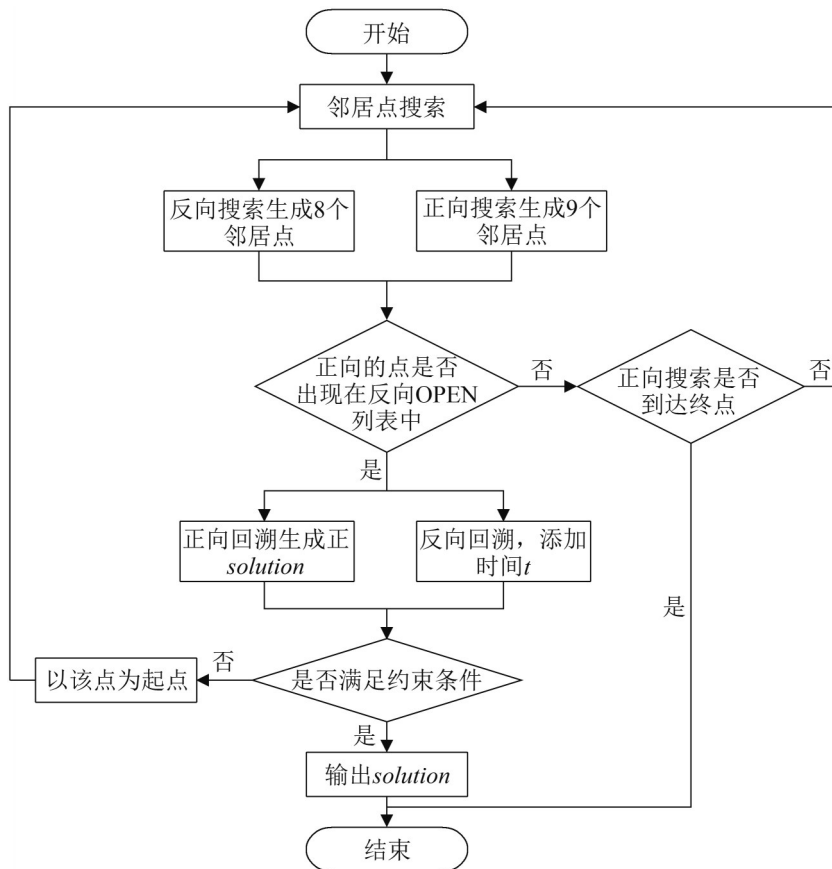 开始
邻居点搜索
反向搜索生成8个
邻居点
正向搜索生成9个
邻居点
正向的点是否
出现在反向OPEN
列表中
否
正向搜索是否
到达终点
否
是
正向回溯生成正
solution
反向回溯，添加
时间t
是
以该点为起点
否
是否满足约束条件
是
输出solution
结束